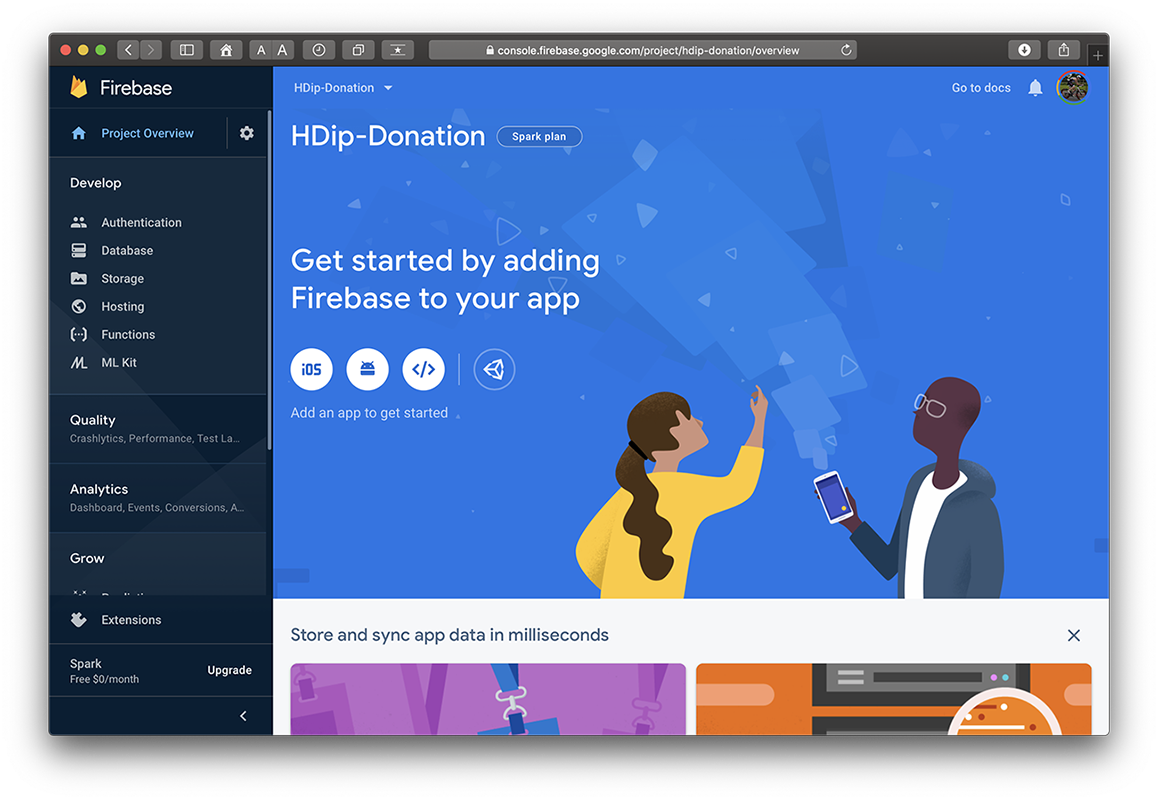 A A
console.firebase.google.com/project/hdip-donation/overview
Firebase
HDip-Donation
Go to docs
Project Overview
HDip-Donation
Spark plan
Develop
Authentication
Database
Storage
Hosting
Functions
ML ML Kit
Get started by adding
Firebase to your app
iOS
</>
Add an app to get started
Quality
Crashlytics, Performance, Test La...
Analytics
Dashboard, Events, Conversions, A...
Grow
Extensions
Store and sync app data in milliseconds
Spark
Free $0/month
Upgrade